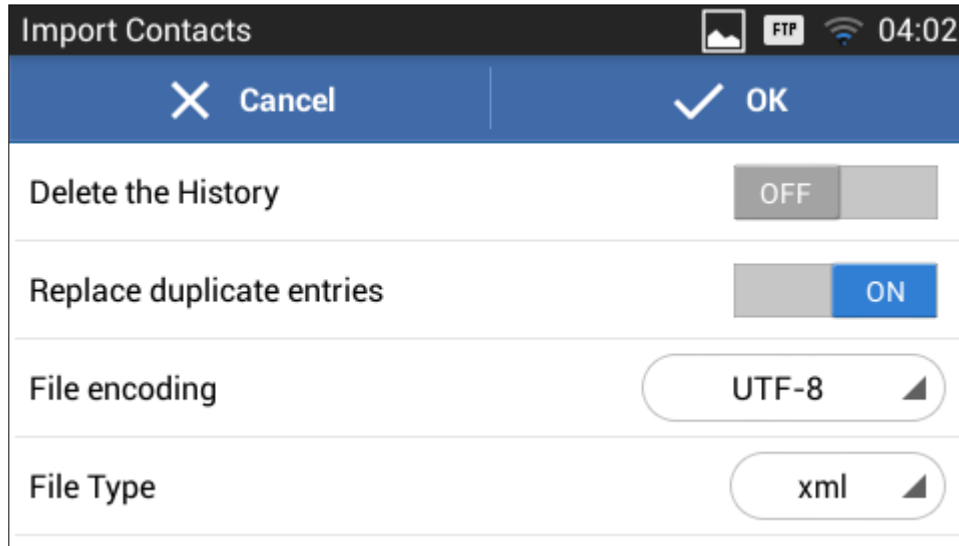 Import Contacts FTP 04:02
Cancel OK
Delete the History OFF
Replace duplicate entries ON
File encoding UTF-8
File Type xml